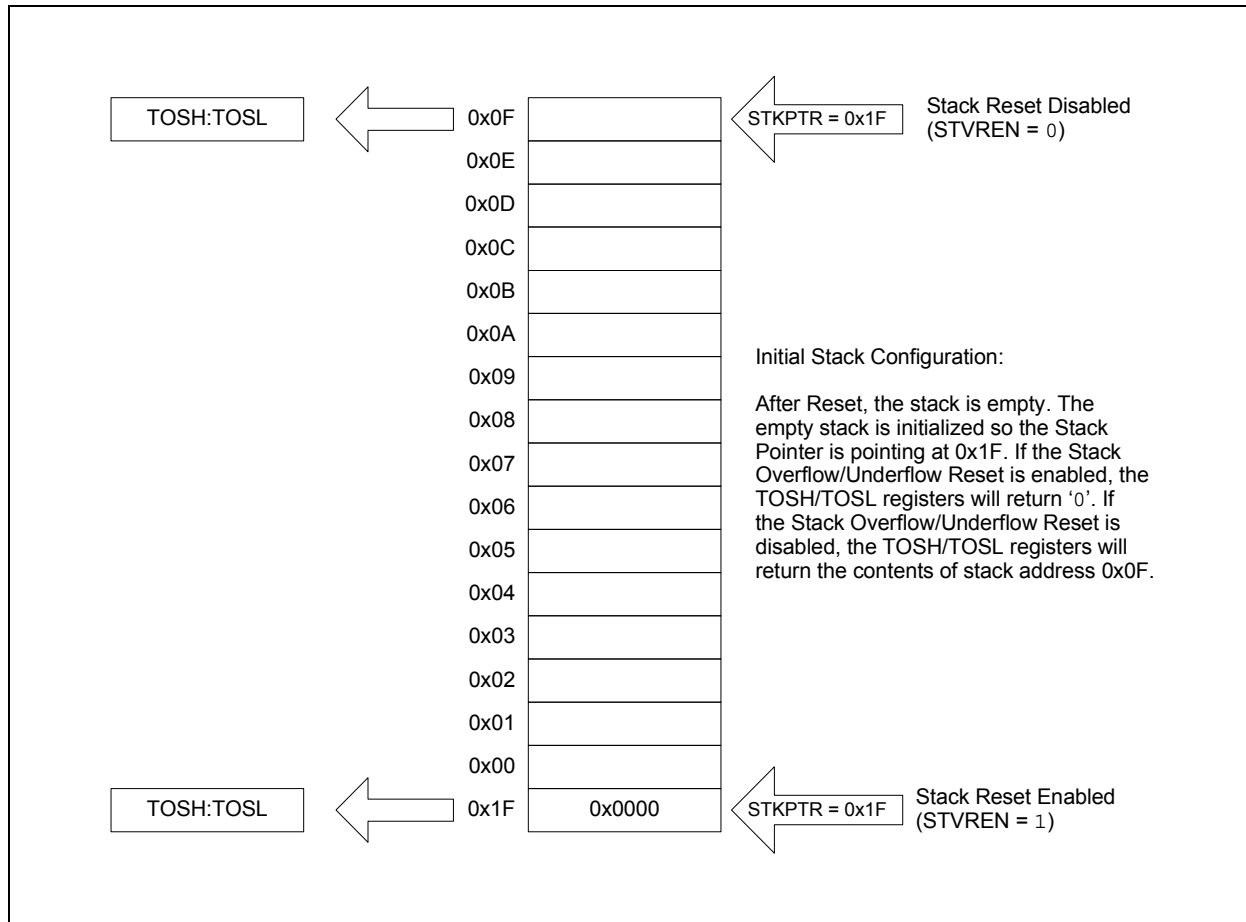 TOSH:TOSL
0x0F
STKPTR = 0x1F
Stack Reset Disabled
(STVREN = 0)
0x0E
0x0D
0x0C
0x0B
0x0A
0x09
0x08
0x07
0x06
0x05
0x04
0x03
0x02
0x01
0x00
Initial Stack Configuration:
After Reset, the stack is empty. The
empty stack is initialized so the Stack
Pointer is pointing at 0x1F. If the Stack
Overflow/Underflow Reset is enabled, the
TOSH/TOSL registers will return ‘0’. If
the Stack Overflow/Underflow Reset is
disabled, the TOSH/TOSL registers will
return the contents of stack address 0x0F.
TOSH:TOSL
0x1F
0x0000
STKPTR = 0x1F
Stack Reset Enabled
(STVREN = 1)